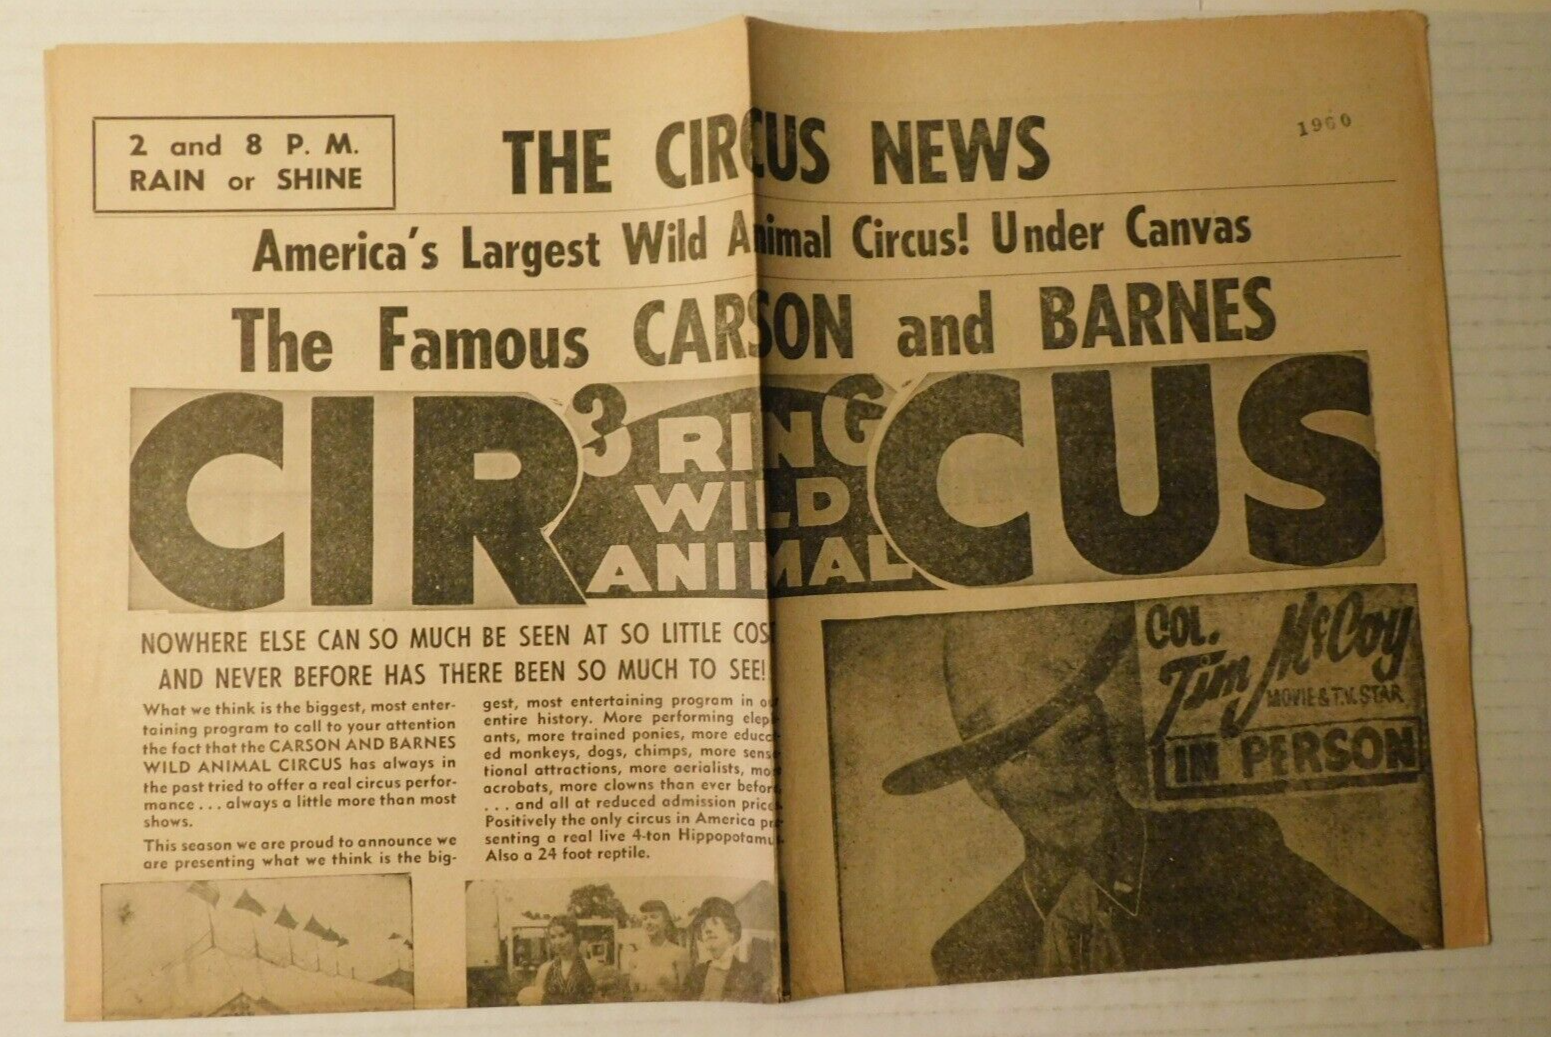 2 and 8 P. M.
RAIN or SHINE
THE CIRCUS NEWS
1960
America's Largest Wild Animal Circus! Under Canvas
The Famous CARSON and BARNES
CIR 3 RING CUS
WILD
ANIMAL
NOWHERE ELSE CAN SO MUCH BE SEEN AT SO LITTLE COST
AND NEVER BEFORE HAS THERE BEEN SO MUCH TO SEE!
What we think is the biggest, most enter-
taining program to call to your attention
the fact that the CARSON AND BARNES
WILD ANIMAL CIRCUS has always in
the past tried to offer a real circus perfor-
mance . . . always a little more than most
shows.
This season we are proud to announce we
are presenting what we think is the big-
gest, most entertaining program in our
entire history. More performing eleph-
ants, more trained ponies, more educat-
ed monkeys, dogs, chimps, more sensa-
tional attractions, more aerialists, more
acrobats, more clowns than ever before
. . . and all at reduced admission prices.
Positively the only circus in America pre-
senting a real live 4-ton Hippopotamus.
Also a 24 foot reptile.
COL.
Tim McCoy
MOVIE & T.V. STAR
IN PERSON